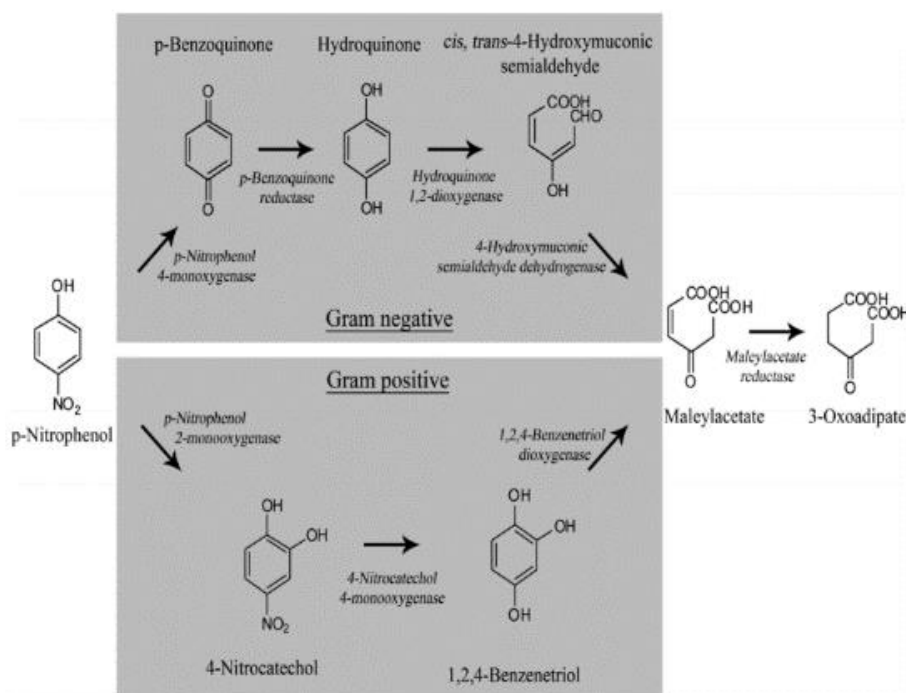 p-Benzoquinone
Hydroquinone
cis, trans-4-Hydroxymuconic
semialdehyde
O
O
p-Benzoquinone
reductase
OH
OH
Hydroquinone
1,2-dioxygenase
COOH
CHO
OH
p-Nitrophenol
4-monoxygenase
4-Hydroxymuconic
semialdehyde dehydrogenase
Gram negative
OH
NO2
p-Nitrophenol
COOH
COOH
O
Maleylacetate
Maleylacetate
reductase
COOH
COOH
O
3-Oxoadipate
Gram positive
p-Nitrophenol
2-monooxygenase
1,2,4-Benzenetriol
dioxygenase
OH
OH
NO2
4-Nitrocatechol
4-Nitrocatechol
4-monooxygenase
OH
OH
OH
1,2,4-Benzenetriol